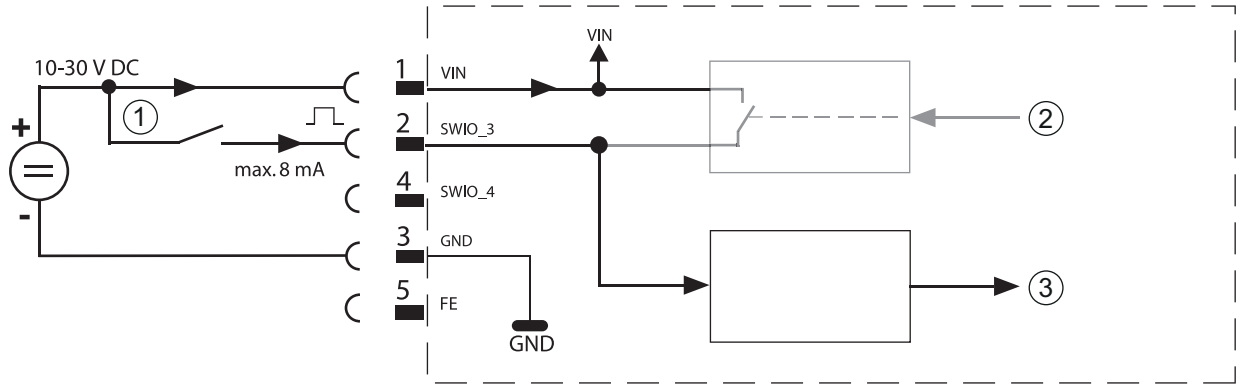 VIN
10-30 V DC
1 VIN
①
+
2 SWIO_3
②
max. 8 mA
4 SWIO_4
-
3 GND
③
5 FE
GND